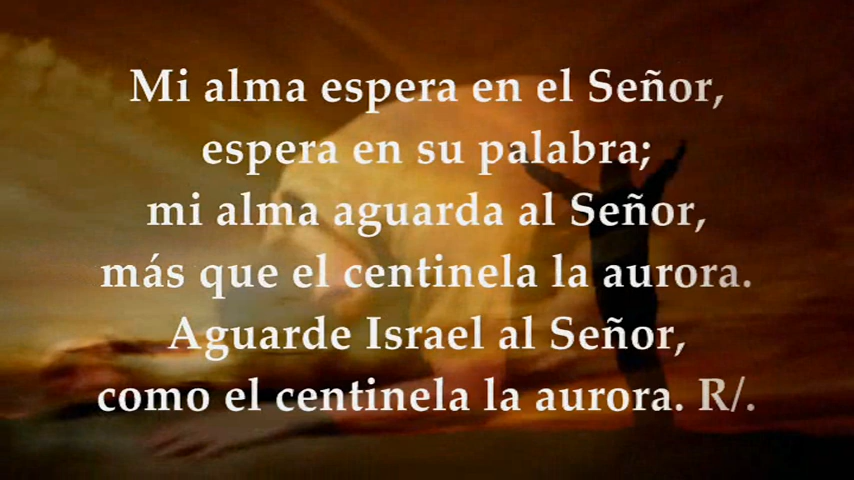 Mi alma espera en el Señor,
espera en su palabra;
mi alma aguarda al Señor,
más que el centinela la aurora.
Aguarde Israel al Señor,
como el centinela la aurora. R/.